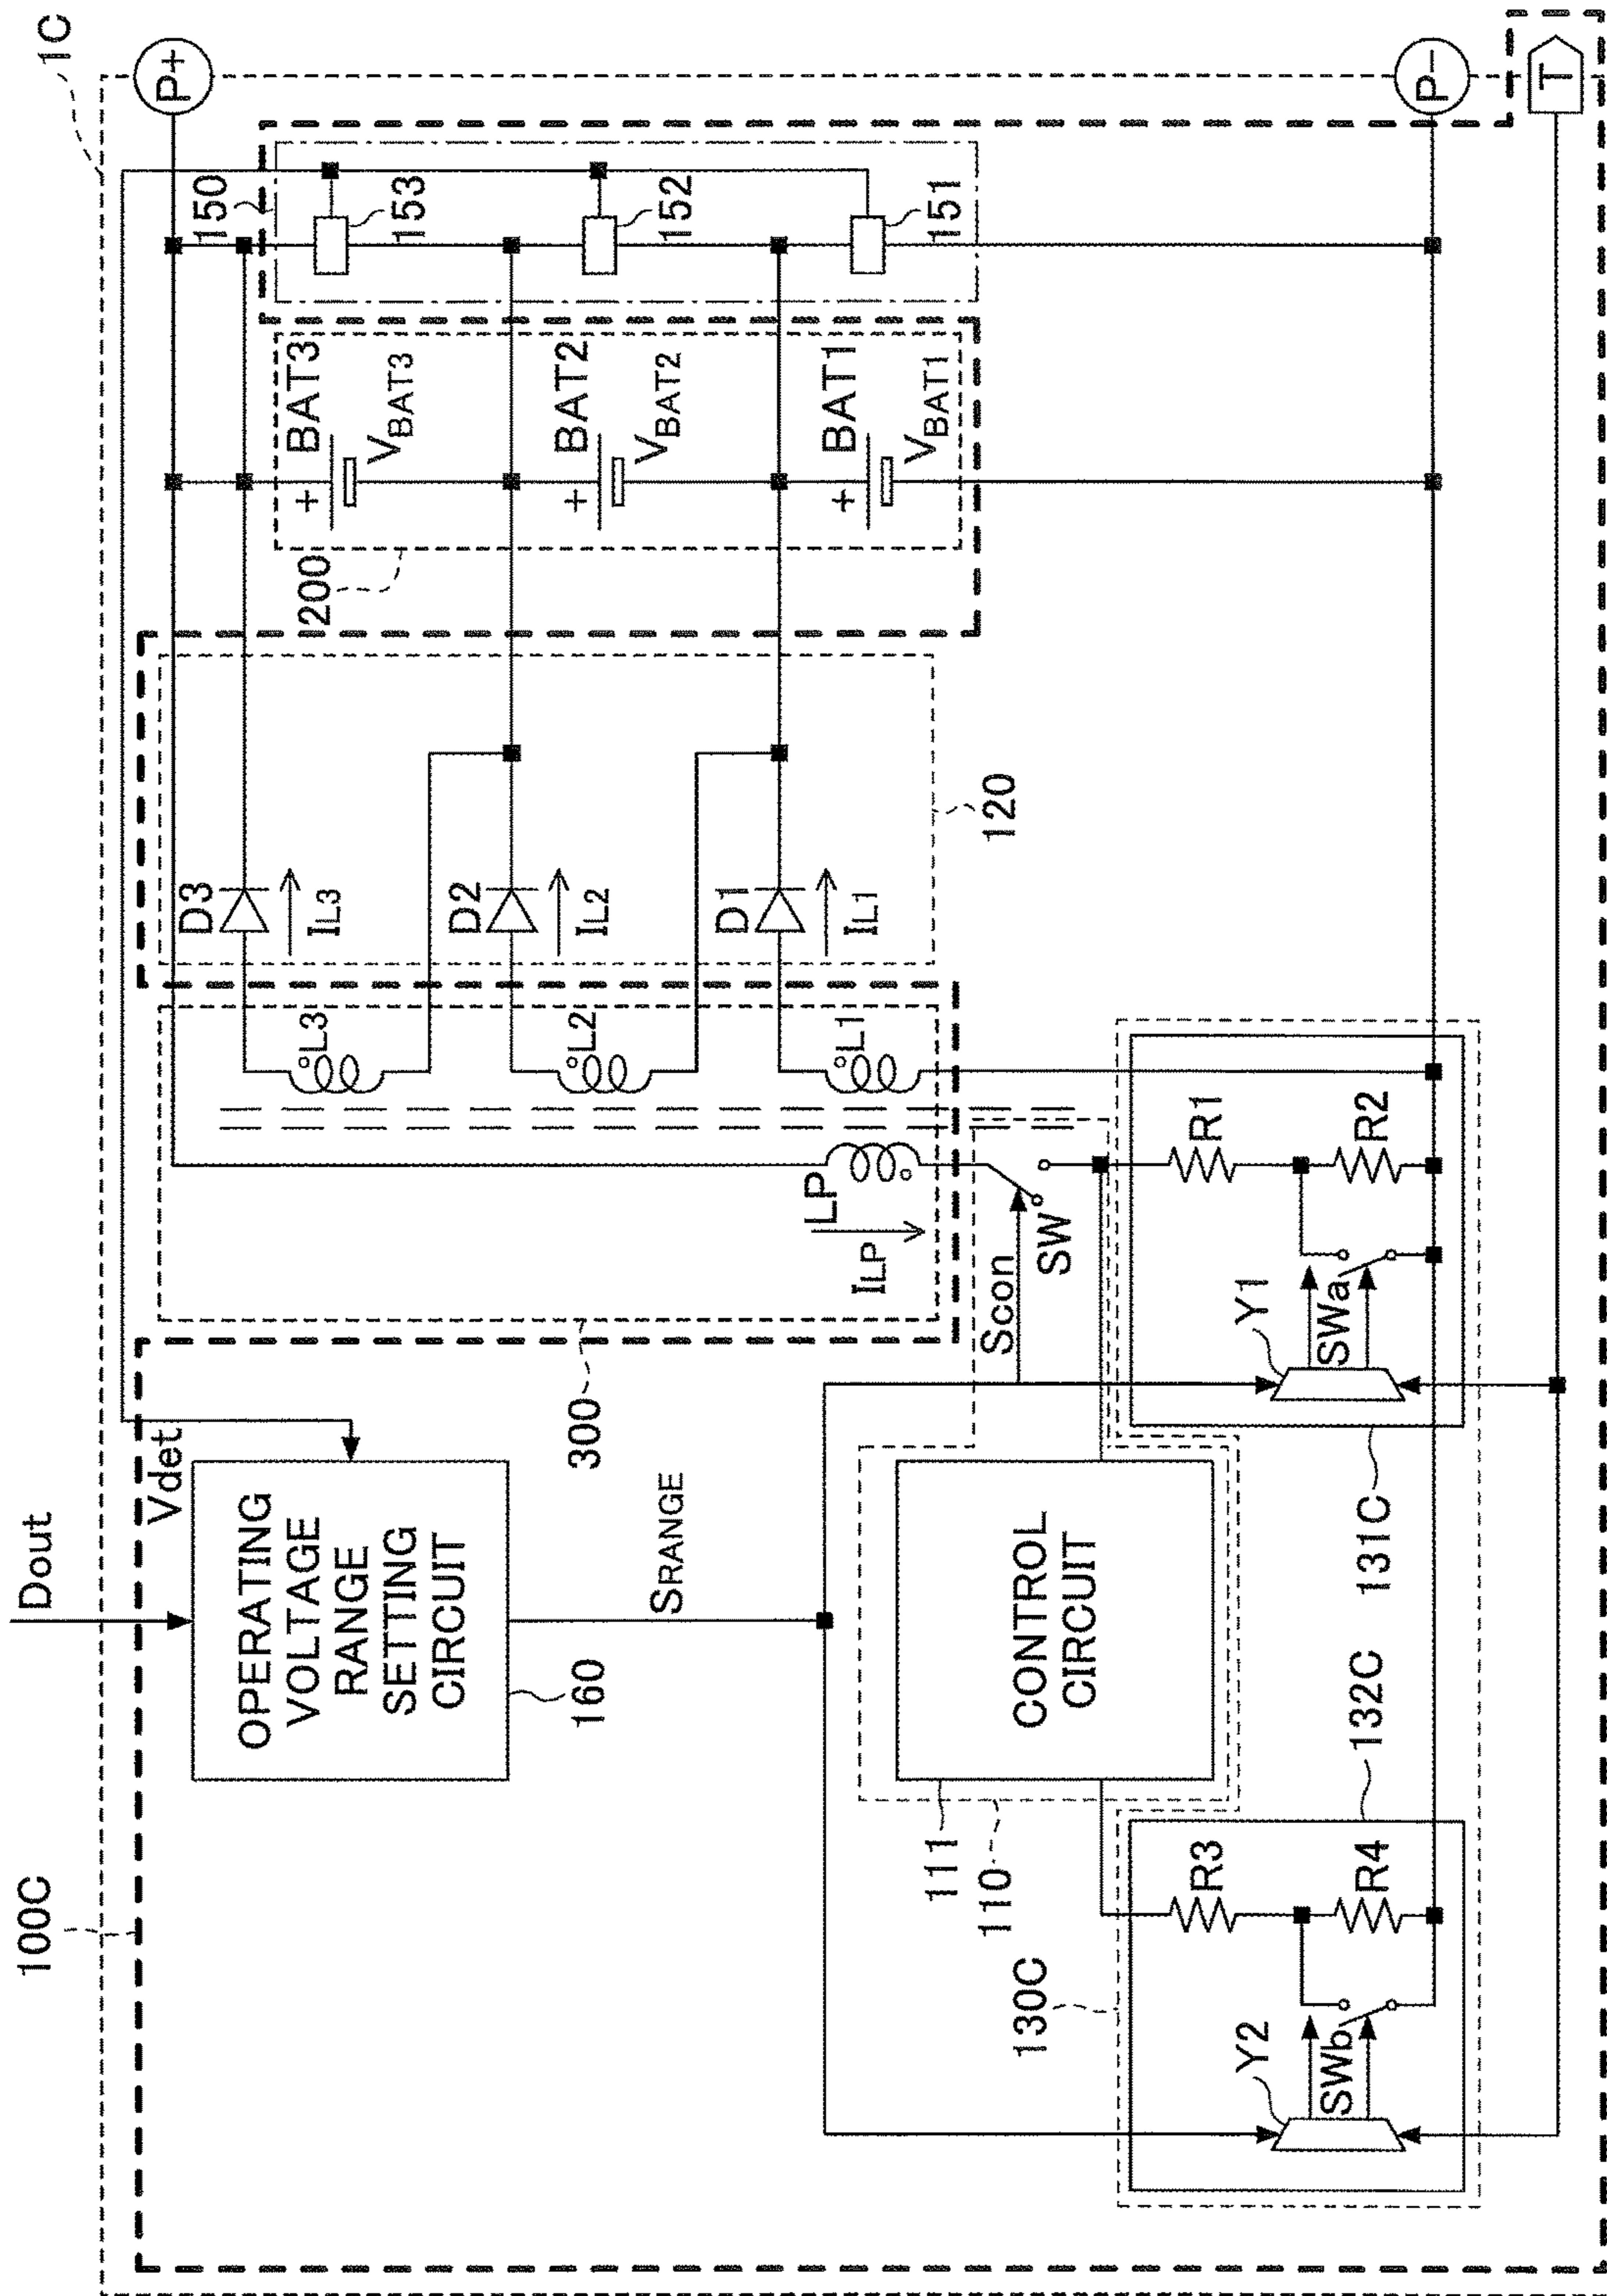 100C
Dout
1C
P+
Vdet
OPERATING
VOLTAGE
RANGE
SETTING
CIRCUIT
160
SRANGE
300
LP
ILP
L3
L2
L1
D3
IL3
D2
IL2
D1
IL1
120
200
BAT3
VBAT3
BAT2
VBAT2
BAT1
VBAT1
150
153
152
151
Scon
SW
CONTROL
CIRCUIT
111
110
130C
132C
R3
R4
Y2
SWb
131C
R1
R2
Y1
SWa
P-
T